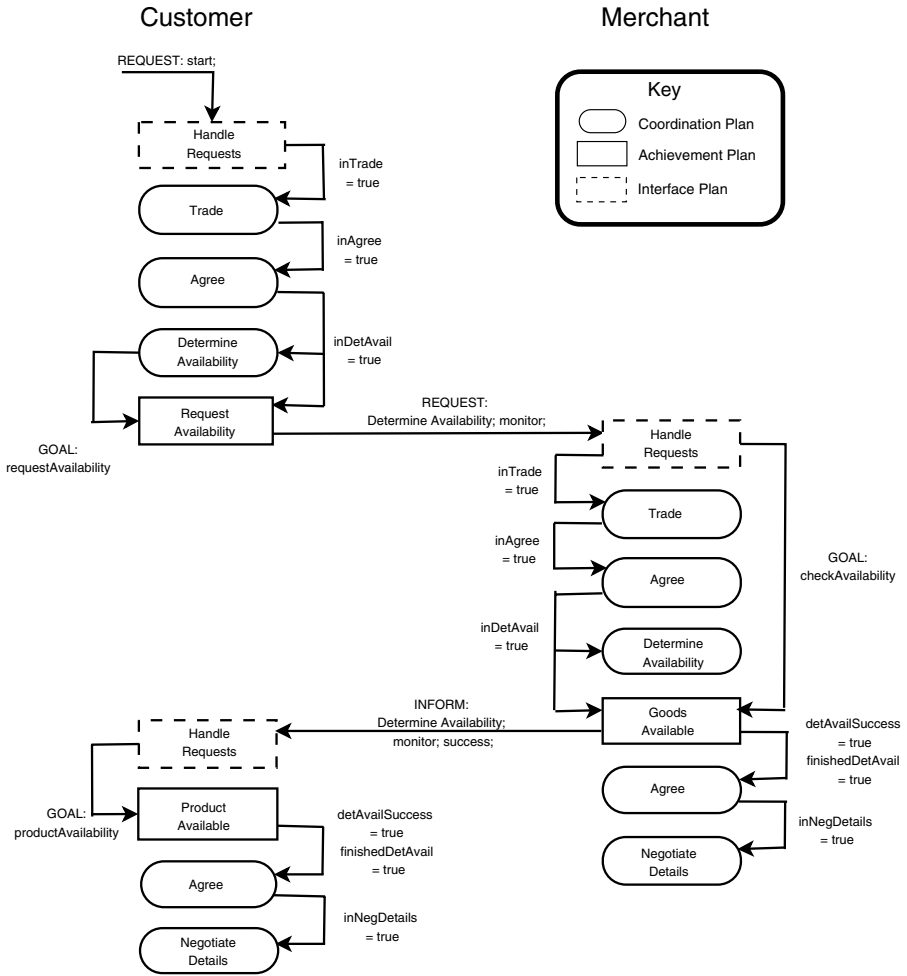 Customer
Merchant
REQUEST: start;
Key
Coordination Plan
Achievement Plan
Interface Plan
Handle
Requests
inTrade
= true
Trade
inAgree
= true
Agree
inDetAvail
= true
Determine
Availability
Request
Availability
GOAL:
requestAvailability
REQUEST:
Determine Availability; monitor;
Handle
Requests
inTrade
= true
Trade
inAgree
= true
Agree
GOAL:
checkAvailability
inDetAvail
= true
Determine
Availability
Goods
Available
INFORM:
Determine Availability;
monitor; success;
detAvailSuccess
= true
finishedDetAvail
= true
Agree
inNegDetails
= true
Negotiate
Details
Handle
Requests
GOAL:
productAvailability
Product
Available
detAvailSuccess
= true
finishedDetAvail
= true
Agree
inNegDetails
= true
Negotiate
Details